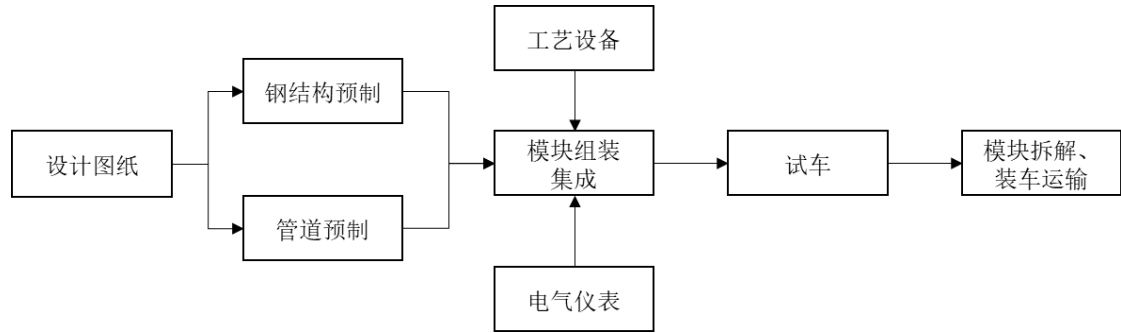 工艺设备
钢结构预制
设计图纸
模块组装
集成
试车
模块拆解、
装车运输
管道预制
电气仪表